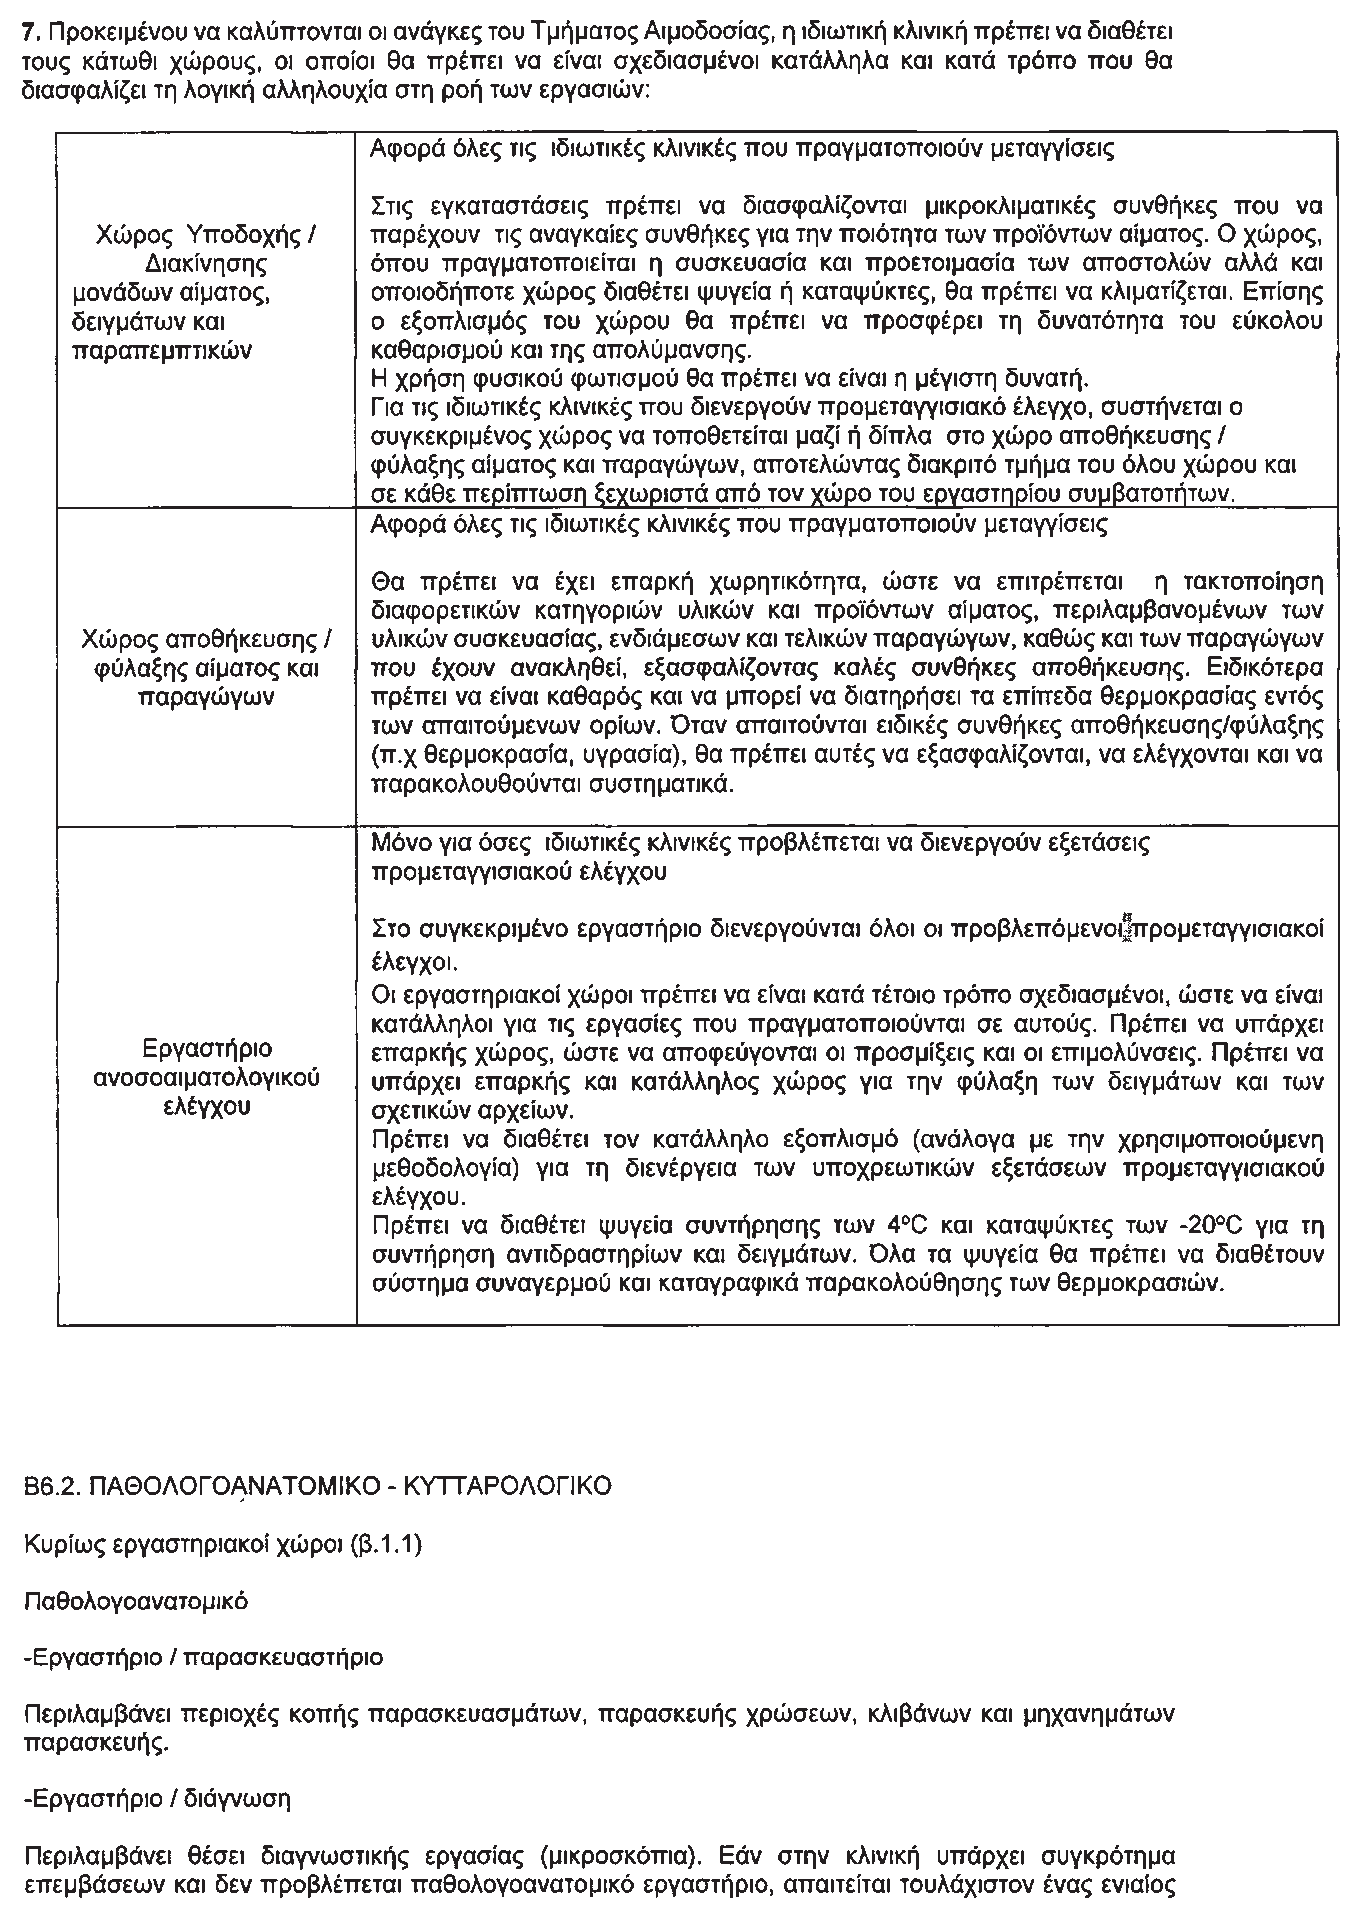 7. Προκειμένου να καλύπτονται οι ανάγκες του Τμήματος Αιμοδοσίας, η ιδιωτική κλινική πρέπει να διαθέτει
τους κάτωθι χώρους, οι οποίοι θα πρέπει να είναι σχεδιασμένοι κατάλληλα και κατά τρόπο που θα
διασφαλίζει τη λογική αλληλουχία στη ροή των εργασιών:
Χώρος Υποδοχής /
Διακίνησης
μονάδων αίματος,
δειγμάτων και
παραπεμπτικών
Αφορά όλες τις ιδιωτικές κλινικές που πραγματοποιούν μεταγγίσεις
Στις εγκαταστάσεις πρέπει να διασφαλίζονται μικροκλιματικές συνθήκες που να
παρέχουν τις αναγκαίες συνθήκες για την ποιότητα των προϊόντων αίματος. Ο χώρος,
όπου πραγματοποιείται η συσκευασία και προετοιμασία των αποστολών αλλά και
οποιοδήποτε χώρος διαθέτει ψυγεία ή καταψύκτες, θα πρέπει να κλιματίζεται. Επίσης
ο εξοπλισμός του χώρου θα πρέπει να προσφέρει τη δυνατότητα του εύκολου
καθαρισμού και της απολύμανσης.
Η χρήση φυσικού φωτισμού θα πρέπει να είναι η μέγιστη δυνατή.
Για τις ιδιωτικές κλινικές που διενεργούν προμεταγγισιακό έλεγχο, συστήνεται ο
συγκεκριμένος χώρος να τοποθετείται μαζί ή δίπλα στο χώρο αποθήκευσης /
φύλαξης αίματος και παραγώγων, αποτελώντας διακριτό τμήμα του όλου χώρου και
σε κάθε περίπτωση ξεχωριστά από τον χώρο του εργαστηρίου συμβατοτήτων.
Χώρος αποθήκευσης /
φύλαξης αίματος και
παραγώγων
Αφορά όλες τις ιδιωτικές κλινικές που πραγματοποιούν μεταγγίσεις
Θα πρέπει να έχει επαρκή χωρητικότητα, ώστε να επιτρέπεται η τακτοποίηση
διαφορετικών κατηγοριών υλικών και προϊόντων αίματος, περιλαμβανομένων των
υλικών συσκευασίας, ενδιάμεσων και τελικών παραγώγων, καθώς και των παραγώγων
που έχουν ανακληθεί, εξασφαλίζοντας καλές συνθήκες αποθήκευσης. Ειδικότερα
πρέπει να είναι καθαρός και να μπορεί να διατηρήσει τα επίπεδα θερμοκρασίας εντός
των απαιτούμενων ορίων. Όταν απαιτούνται ειδικές συνθήκες αποθήκευσης/φύλαξης
(π.χ θερμοκρασία, υγρασία), θα πρέπει αυτές να εξασφαλίζονται, να ελέγχονται και να
παρακολουθούνται συστηματικά.
Εργαστήριο
ανοσοαιματολογικού
ελέγχου
Μόνο για όσες ιδιωτικές κλινικές προβλέπεται να διενεργούν εξετάσεις
προμεταγγισιακού ελέγχου
Στο συγκεκριμένο εργαστήριο διενεργούνται όλοι οι προβλεπόμενοι προμεταγγισιακοί
έλεγχοι.
Οι εργαστηριακοί χώροι πρέπει να είναι κατά τέτοιο τρόπο σχεδιασμένοι, ώστε να είναι
κατάλληλοι για τις εργασίες που πραγματοποιούνται σε αυτούς. Πρέπει να υπάρχει
επαρκής χώρος, ώστε να αποφεύγονται οι προσμίξεις και οι επιμολύνσεις. Πρέπει να
υπάρχει επαρκής και κατάλληλος χώρος για την φύλαξη των δειγμάτων και των
σχετικών αρχείων.
Πρέπει να διαθέτει τον κατάλληλο εξοπλισμό (ανάλογα με την χρησιμοποιούμενη
μεθοδολογία) για τη διενέργεια των υποχρεωτικών εξετάσεων προμεταγγισιακού
ελέγχου.
Πρέπει να διαθέτει ψυγεία συντήρησης των 4°C και καταψύκτες των -20°C για τη
συντήρηση αντιδραστηρίων και δειγμάτων. Όλα τα ψυγεία θα πρέπει να διαθέτουν
σύστημα συναγερμού και καταγραφικά παρακολούθησης των θερμοκρασιών.
Β6.2. ΠΑΘΟΛΟΓΟΑΝΑΤΟΜΙΚΟ - ΚΥΤΤΑΡΟΛΟΓΙΚΟ
Κυρίως εργαστηριακοί χώροι (β.1.1)
Παθολογοανατομικό
-Εργαστήριο / παρασκευαστήριο
Περιλαμβάνει περιοχές κοπής παρασκευασμάτων, παρασκευής χρώσεων, κλιβάνων και μηχανημάτων
παρασκευής.
-Εργαστήριο / διάγνωση
Περιλαμβάνει θέσει διαγνωστικής εργασίας (μικροσκόπια). Εάν στην κλινική υπάρχει συγκρότημα
επεμβάσεων και δεν προβλέπεται παθολογοανατομικό εργαστήριο, απαιτείται τουλάχιστον ένας ενιαίος